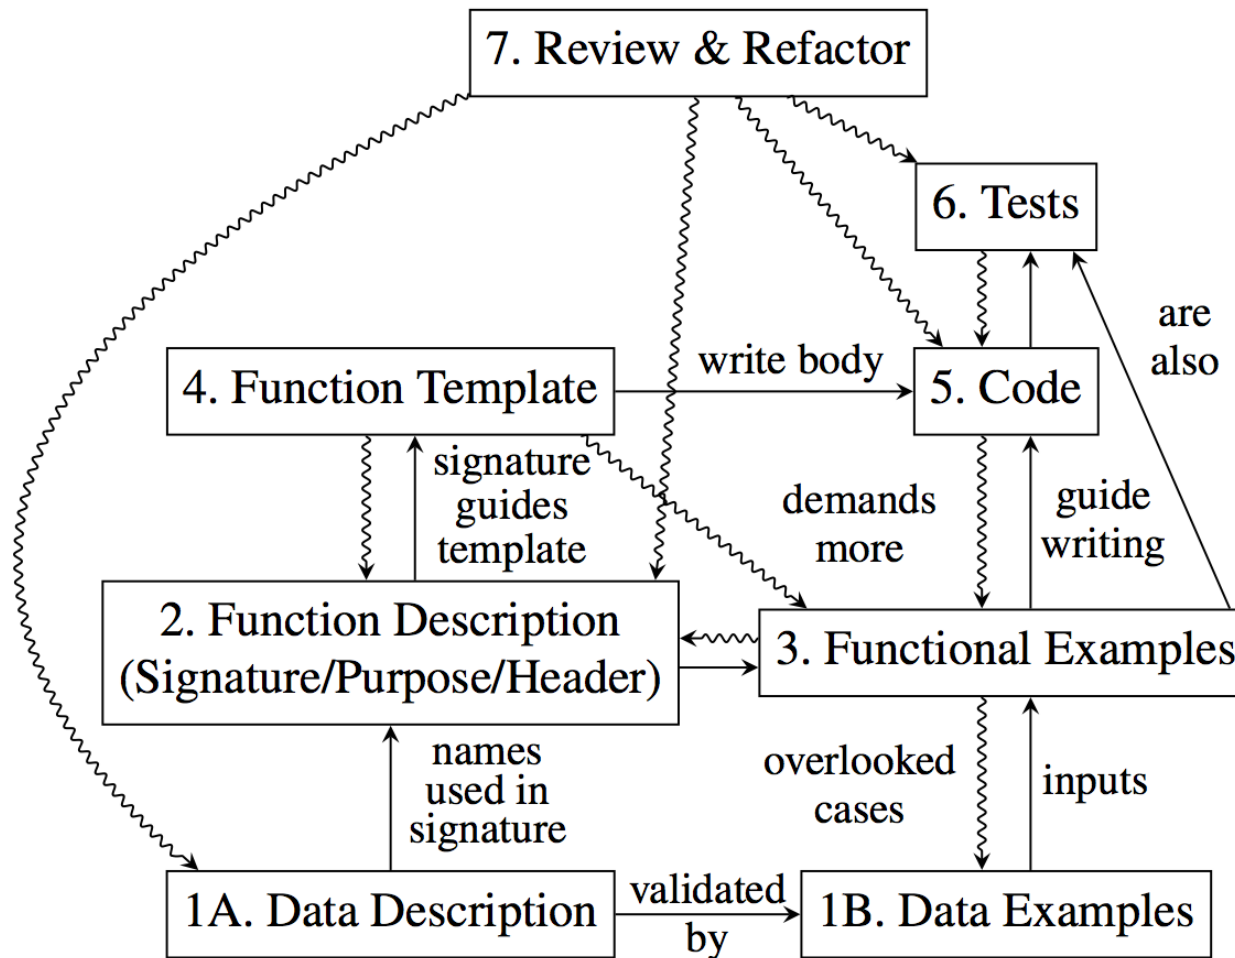 7. Review & Refactor
6. Tests
are
also
4. Function Template
write body
5. Code
signature
guides
template
demands
more
guide
writing
2. Function Description
(Signature/Purpose/Header)
3. Functional Examples
names
used in
signature
overlooked
cases
inputs
1A. Data Description
validated
by
1B. Data Examples